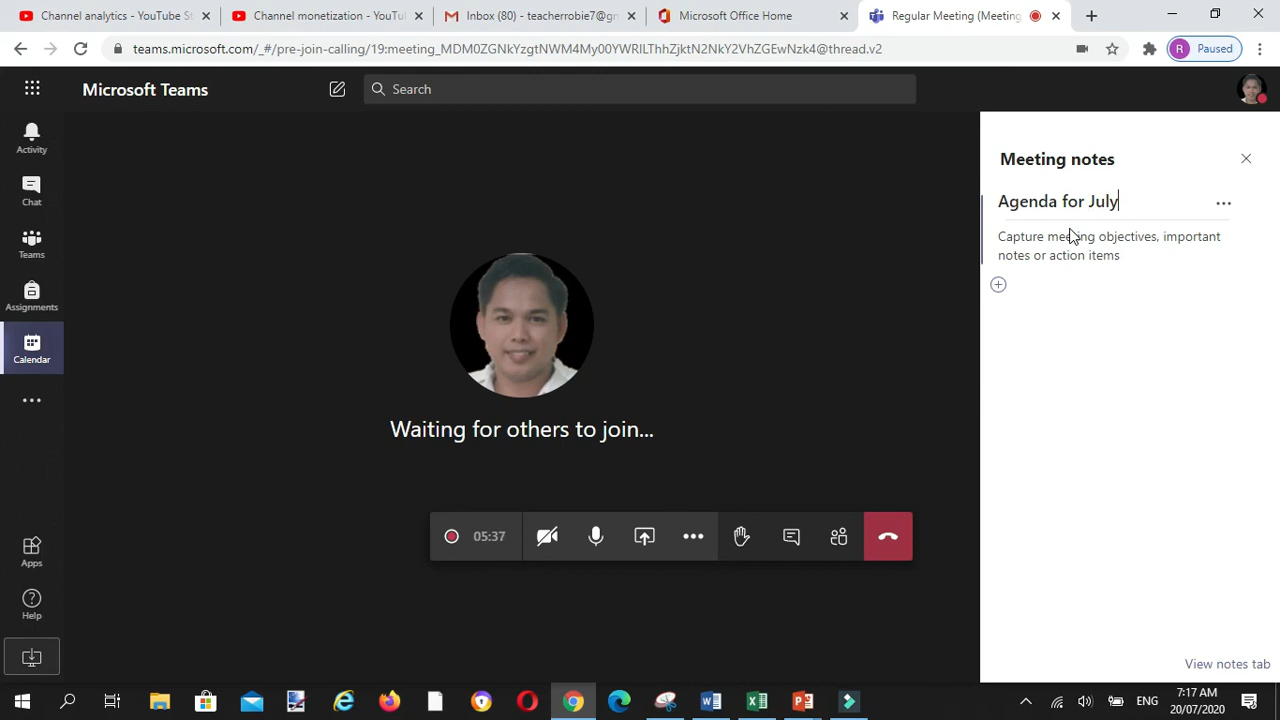 Channel analytics - YouTube St
Channel monetization - YouTu
Inbox (80) - teacherrobie7@gm
Microsoft Office Home
Regular Meeting (Meeting
teams.microsoft.com/_#/pre-join-calling/19:meeting_MDM0ZGNkYzgtNWM4My00YWRlLThhZjktN2NkY2VhZGEwNzk4@thread.v2
R Paused
Microsoft Teams
Search
Activity
Chat
Teams
Assignments
Calendar
Apps
Help
Waiting for others to join...
05:37
Meeting notes
Agenda for July
Capture meeting objectives, important
notes or action items
View notes tab
ENG
7:17 AM
20/07/2020